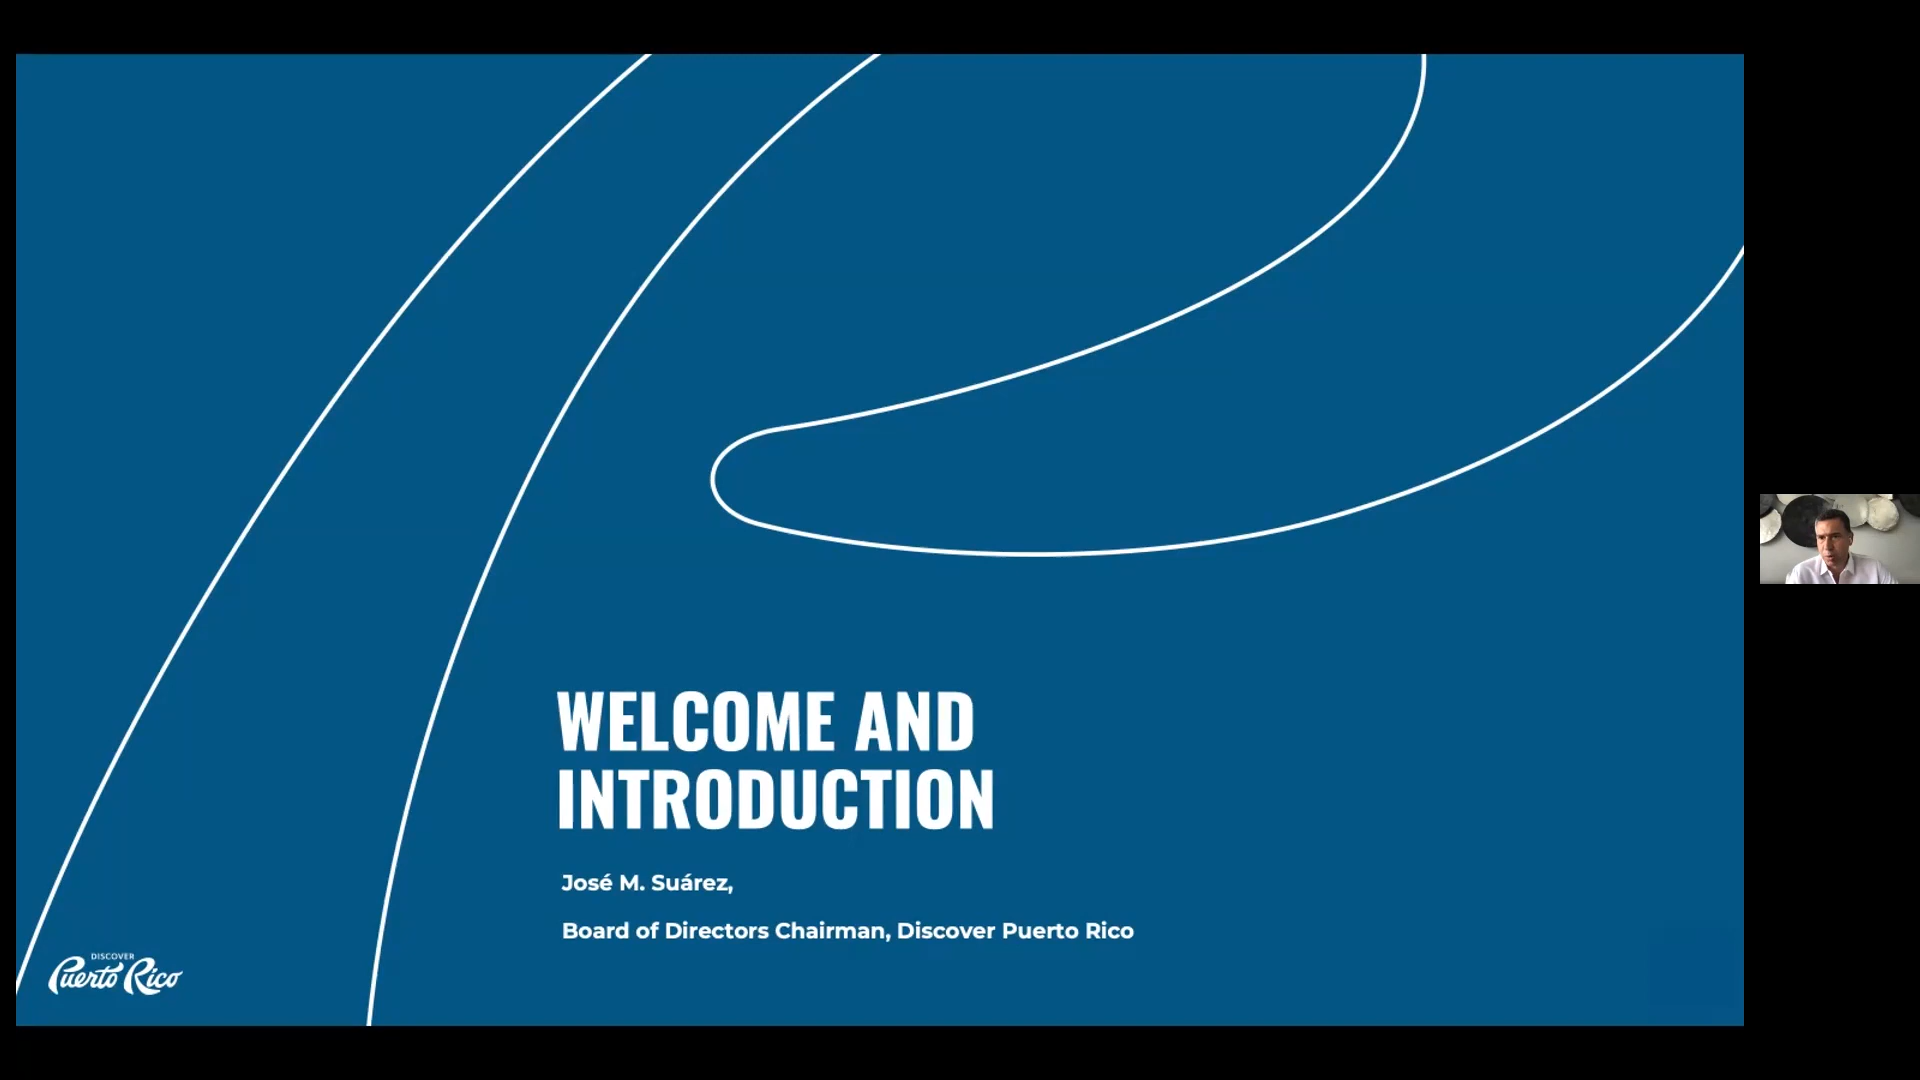 WELCOME AND
INTRODUCTION
José M. Suárez,
Board of Directors Chairman, Discover Puerto Rico
DISCOVER
Puerto Rico